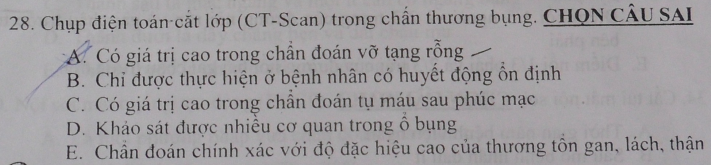 28. Chụp điện toán cắt lớp (CT-Scan) trong chấn thương bụng. CHỌN CÂU SAI
A. Có giá trị cao trong chẩn đoán vỡ tạng rỗng
B. Chỉ được thực hiện ở bệnh nhân có huyết động ổn định
C. Có giá trị cao trong chẩn đoán tụ máu sau phúc mạc
D. Khảo sát được nhiều cơ quan trong ổ bụng
E. Chẩn đoán chính xác với độ đặc hiệu cao của thương tổn gan, lách, thận